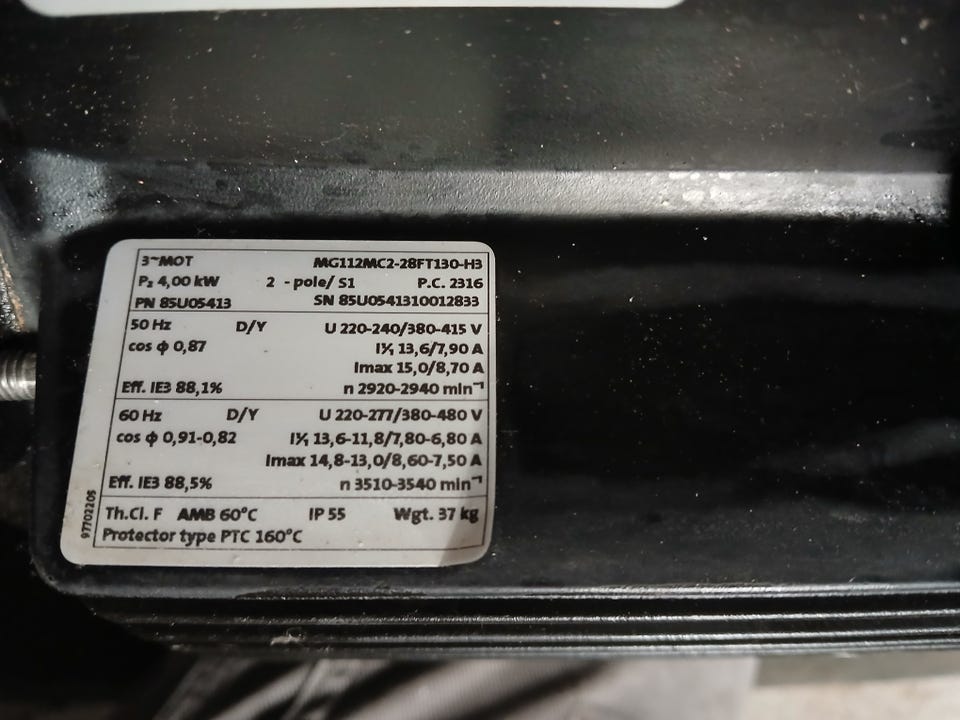 3~MOT MG112MC2-28FT130-H3
P₂ 4,00 kW 2 -pole/ S1 P.C. 2316
PN 85U05413 SN 85U0541310012833
50 Hz D/Y U 220-240/380-415 V
cos ϕ 0,87 I¹/₁ 13,6/7,90 A
Imax 15,0/8,70 A
Eff. IE3 88,1% n 2920-2940 min⁻¹
60 Hz D/Y U 220-277/380-480 V
cos ϕ 0,91-0,82 I¹/₁ 13,6-11,8/7,80-6,80 A
Imax 14,8-13,0/8,60-7,50 A
Eff. IE3 88,5% n 3510-3540 min⁻¹
Th.Cl. F AMB 60°C IP 55 Wgt. 37 kg
Protector type PTC 160°C
97702205